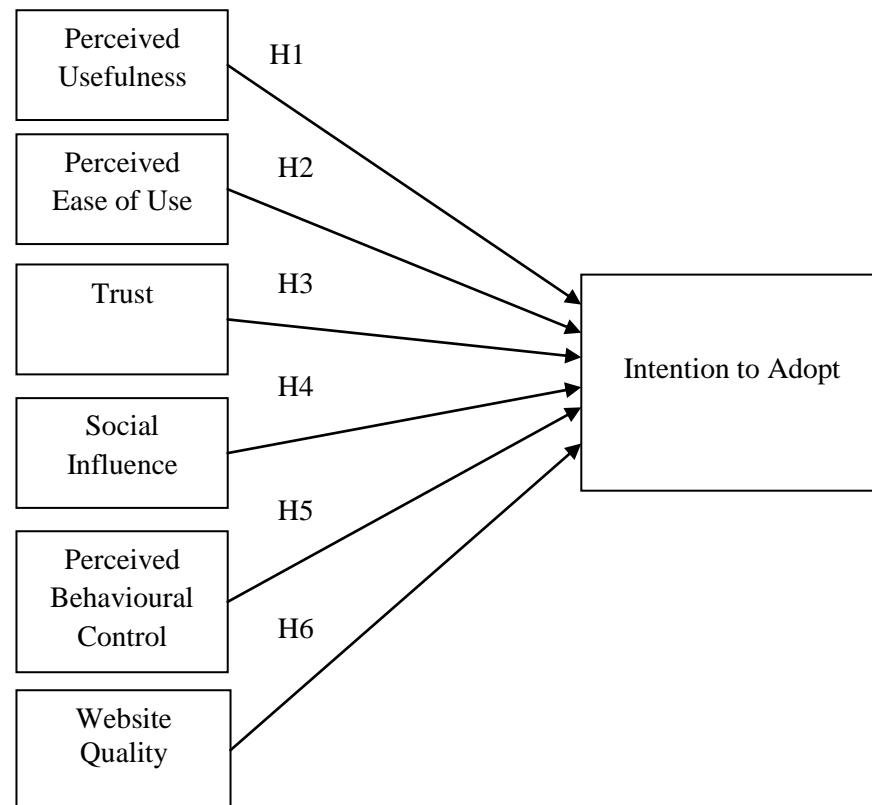 Perceived
Usefulness
H1
Perceived
Ease of Use
H2
Trust
H3
Social
Influence
H4
Perceived
Behavioural
Control
H5
Website
Quality
H6
Intention to Adopt